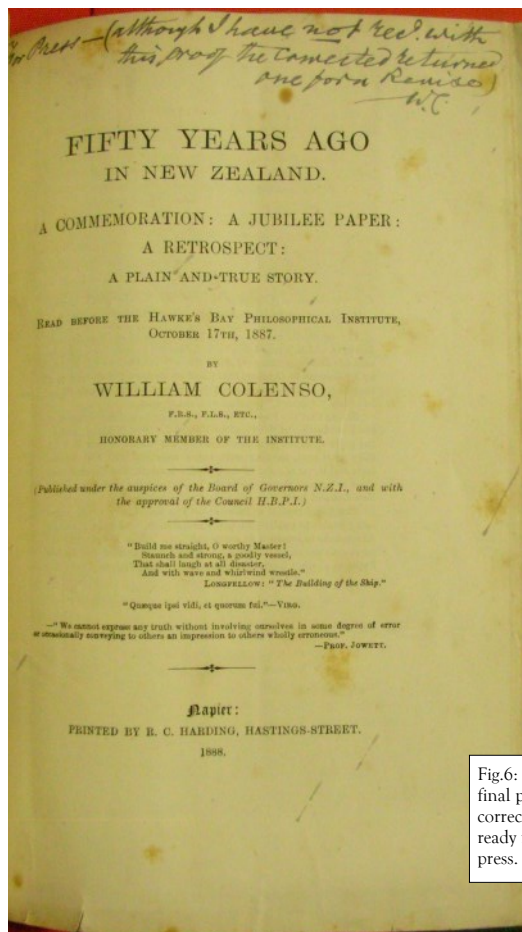 For Press — (although I have not recd. with
this proof the corrected returned
one for a Revise)
W.C.
FIFTY YEARS AGO
IN NEW ZEALAND.
A COMMEMORATION: A JUBILEE PAPER:
A RETROSPECT:
A PLAIN AND TRUE STORY.
READ BEFORE THE HAWKE'S BAY PHILOSOPHICAL INSTITUTE,
OCTOBER 17TH, 1887.
BY
WILLIAM COLENSO,
F.R.S., F.L.S., ETC.,
HONORARY MEMBER OF THE INSTITUTE.
(Published under the auspices of the Board of Governors N.Z.I., and with
the approval of the Council H.B.P.I.)
"Build me straight, O worthy Master!
Staunch and strong, a goodly vessel,
That shall laugh at all disaster,
And with wave and whirlwind wrestle."
LONGFELLOW: "The Building of the Ship."
"Quæque ipsi vidi, et quorum fui."—VIRG.
—"We cannot express any truth without involving ourselves in some degree of error
or occasionally conveying to others an impression to others wholly erroneous."
—PROF. JOWETT.
Napier:
PRINTED BY R. C. HARDING, HASTINGS-STREET.
1888.
Fig.6:
final p
correc
ready
press.